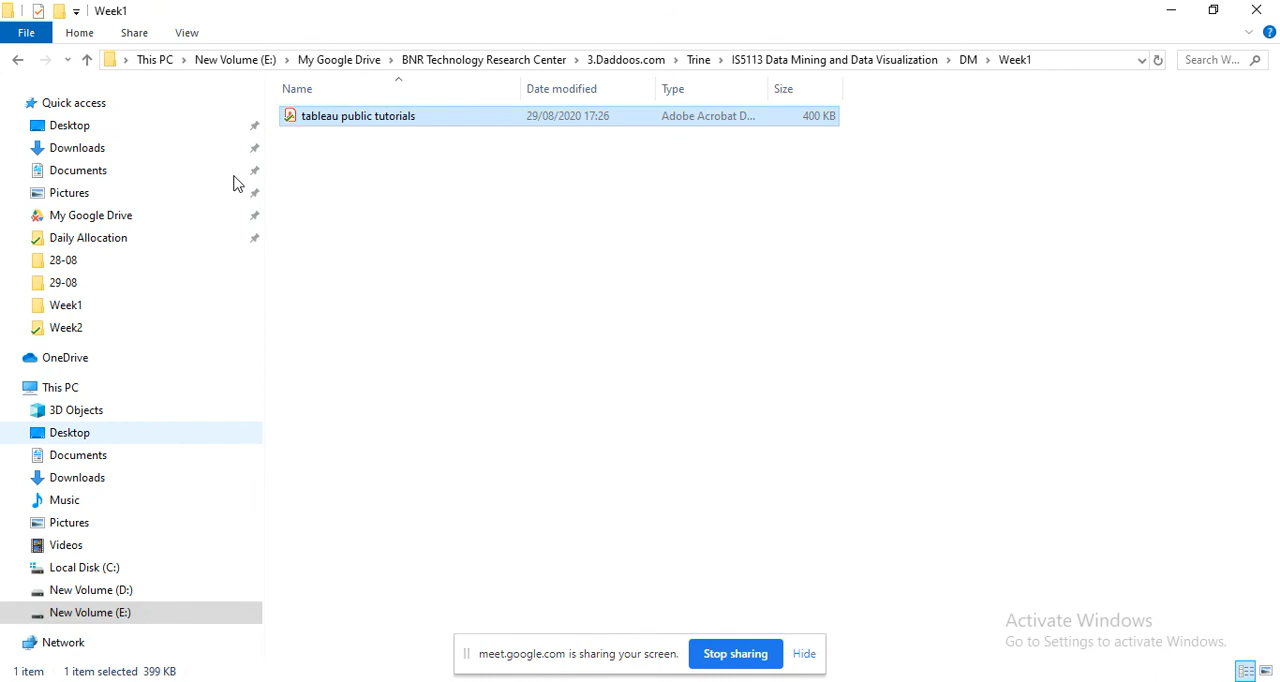 Week1
File Home Share View
This PC > New Volume (E:) > My Google Drive > BNR Technology Research Center > 3.Daddoos.com > Trine > IS5113 Data Mining and Data Visualization > DM > Week1
Search W...
Name Date modified Type Size
tableau public tutorials 29/08/2020 17:26 Adobe Acrobat D... 400 KB
Quick access
Desktop
Downloads
Documents
Pictures
My Google Drive
Daily Allocation
28-08
29-08
Week1
Week2
OneDrive
This PC
3D Objects
Desktop
Documents
Downloads
Music
Pictures
Videos
Local Disk (C:)
New Volume (D:)
New Volume (E:)
Network
Activate Windows
Go to Settings to activate Windows.
meet.google.com is sharing your screen. Stop sharing Hide
1 item 1 item selected 399 KB